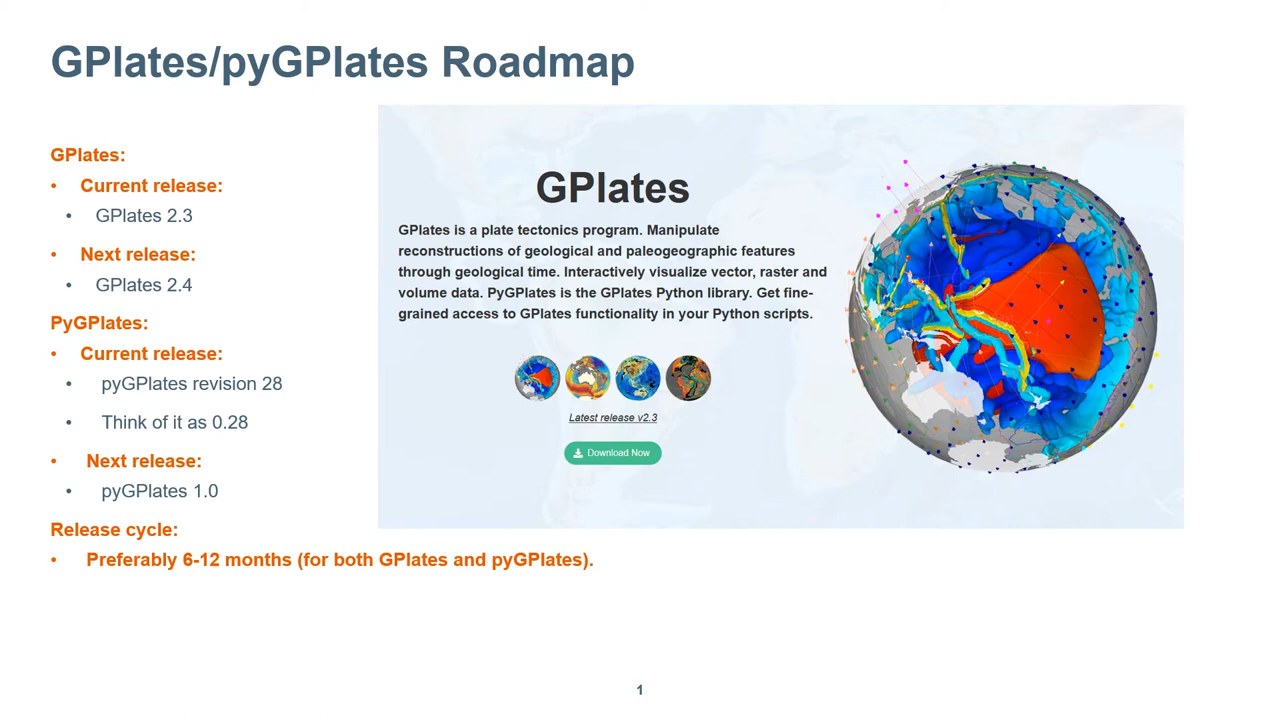 GPlates/pyGPlates Roadmap
GPlates:
• Current release:
• GPlates 2.3
• Next release:
• GPlates 2.4
PyGPlates:
• Current release:
• pyGPlates revision 28
• Think of it as 0.28
• Next release:
• pyGPlates 1.0
Release cycle:
• Preferably 6-12 months (for both GPlates and pyGPlates).
GPlates
GPlates is a plate tectonics program. Manipulate
reconstructions of geological and paleogeographic features
through geological time. Interactively visualize vector, raster and
volume data. PyGPlates is the GPlates Python library. Get fine-
grained access to GPlates functionality in your Python scripts.
Latest release v2.3
Download Now
1